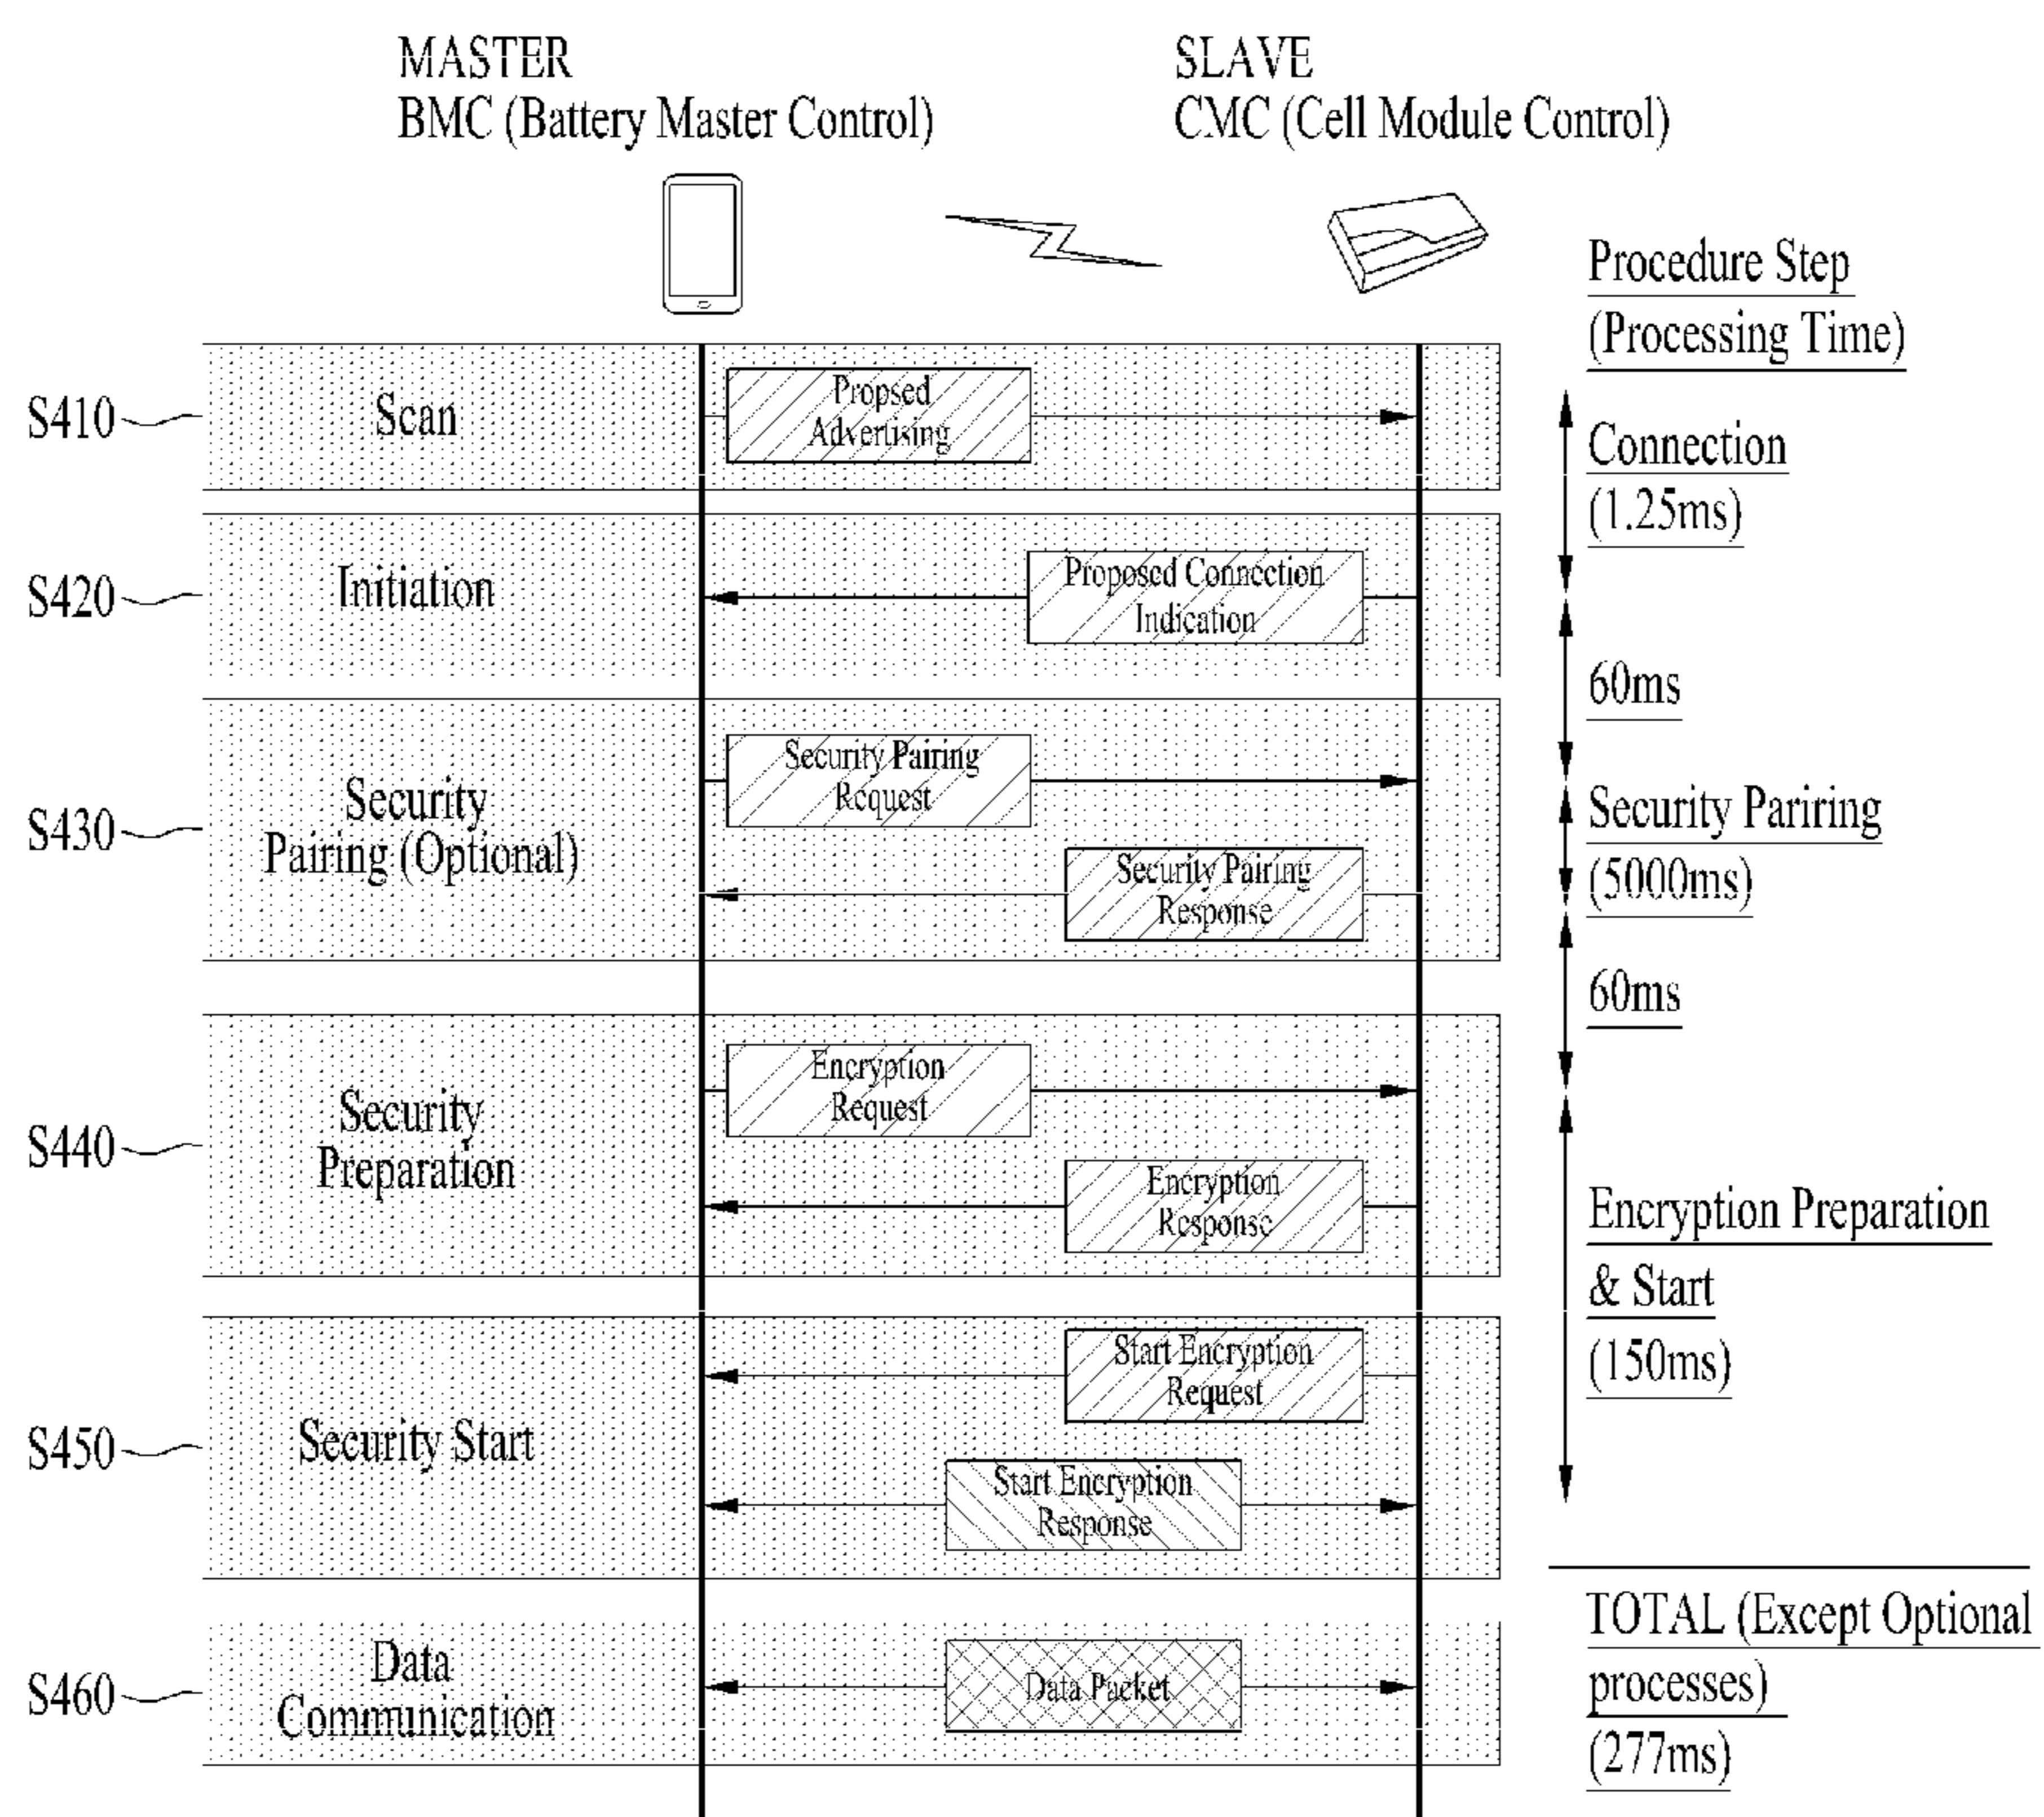 MASTER
BMC (Battery Master Control)
SLAVE
CMC (Cell Module Control)
Procedure Step
(Processing Time)
S410
Scan
Propsed
Advertising
Connection
(1.25ms)
S420
Initiation
Proposed Connection
Indication
60ms
S430
Security
Pairing (Optional)
Security Pairing
Request
Security Pairing
Response
Security Pariring
(5000ms)
60ms
S440
Security
Preparation
Encryption
Request
Encryption
Response
Encryption Preparation
& Start
(150ms)
S450
Security Start
Start Encryption
Request
Start Encryption
Response
S460
Data
Communication
Data Packet
TOTAL (Except Optional
processes)
(277ms)